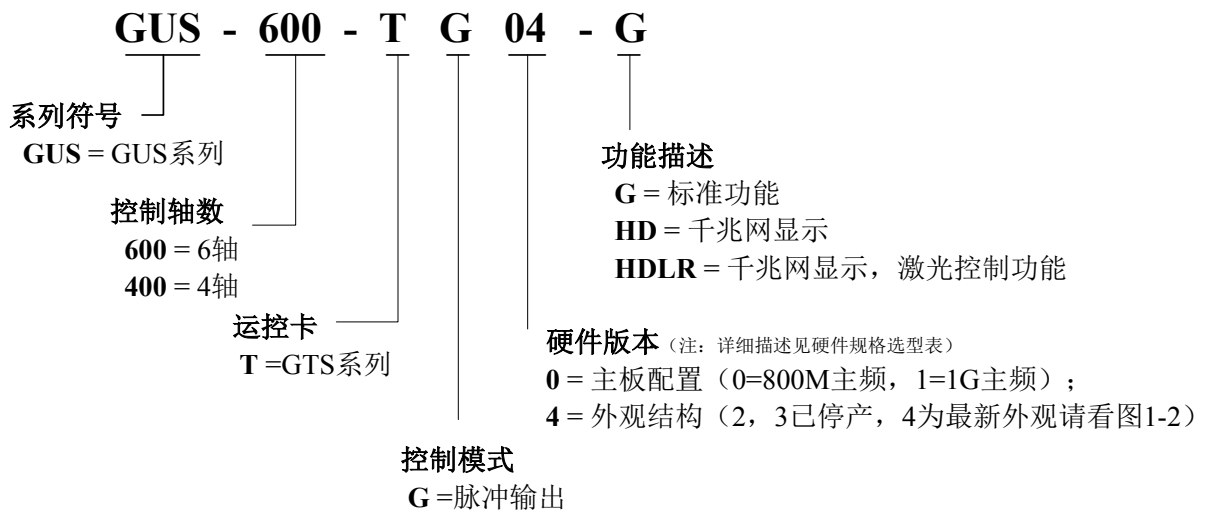 GUS - 600 - T G 04 - G
系列符号
GUS = GUS系列
控制轴数
600 = 6轴
400 = 4轴
运控卡
T =GTS系列
控制模式
G =脉冲输出
硬件版本（注：详细描述见硬件规格选型表）
0 = 主板配置（0=800M主频，1=1G主频）；
4 = 外观结构（2，3已停产，4为最新外观请看图1-2）
功能描述
G = 标准功能
HD = 千兆网显示
HDLR = 千兆网显示，激光控制功能